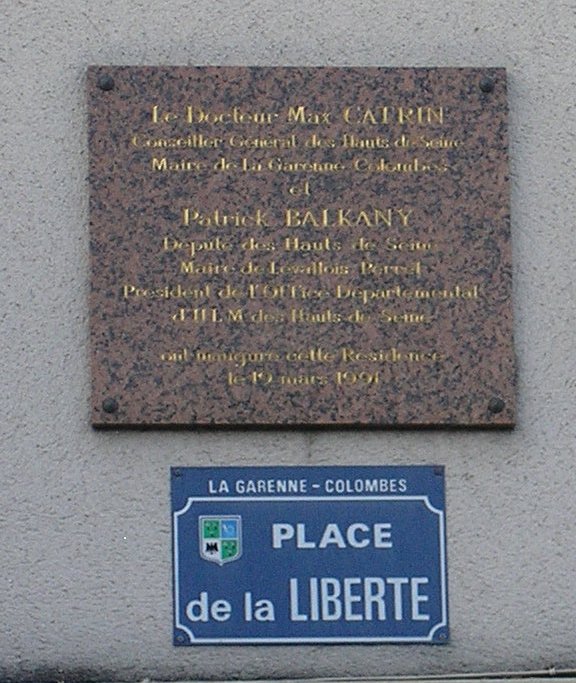 Le Docteur Max CATRIN
Conseiller Général des Hauts de Seine
Maire de La Garenne Colombes
et
Patrick BALKANY
Député des Hauts de Seine
Maire de Levallois Perret
Président de l'Office Départemental
d'H L M des Hauts de Seine
ont inauguré cette Résidence
le 19 mars 1991
LA GARENNE - COLOMBES
PLACE
de la LIBERTE